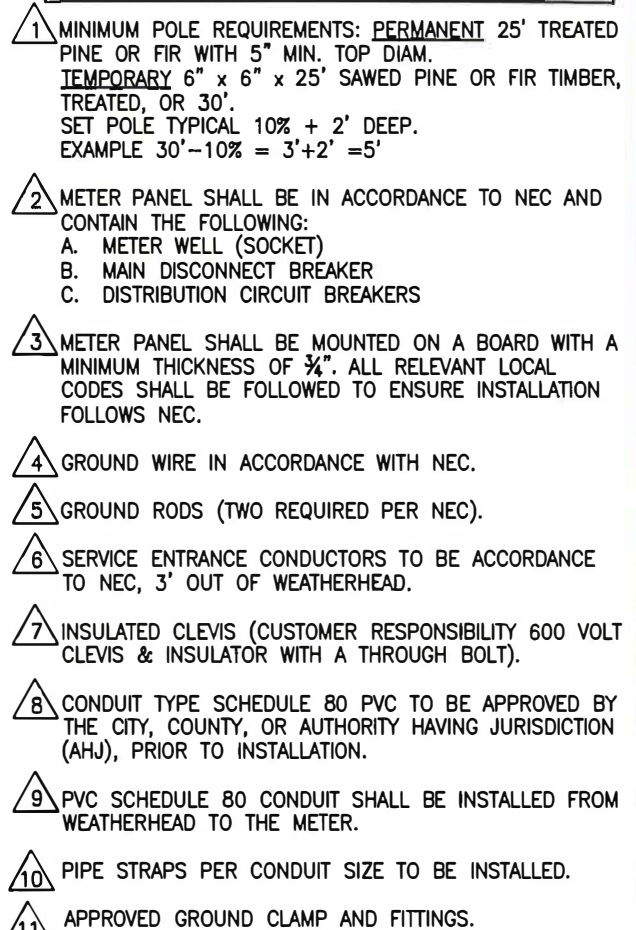 1 MINIMUM POLE REQUIREMENTS: PERMANENT 25' TREATED
PINE OR FIR WITH 5" MIN. TOP DIAM.
TEMPORARY 6" x 6" x 25' SAWED PINE OR FIR TIMBER,
TREATED, OR 30'.
SET POLE TYPICAL 10% + 2' DEEP.
EXAMPLE 30'-10% = 3'+2' =5'
2 METER PANEL SHALL BE IN ACCORDANCE TO NEC AND
CONTAIN THE FOLLOWING:
A. METER WELL (SOCKET)
B. MAIN DISCONNECT BREAKER
C. DISTRIBUTION CIRCUIT BREAKERS
3 METER PANEL SHALL BE MOUNTED ON A BOARD WITH A
MINIMUM THICKNESS OF ¾". ALL RELEVANT LOCAL
CODES SHALL BE FOLLOWED TO ENSURE INSTALLATION
FOLLOWS NEC.
4 GROUND WIRE IN ACCORDANCE WITH NEC.
5 GROUND RODS (TWO REQUIRED PER NEC).
6 SERVICE ENTRANCE CONDUCTORS TO BE ACCORDANCE
TO NEC, 3' OUT OF WEATHERHEAD.
7 INSULATED CLEVIS (CUSTOMER RESPONSIBILITY 600 VOLT
CLEVIS & INSULATOR WITH A THROUGH BOLT).
8 CONDUIT TYPE SCHEDULE 80 PVC TO BE APPROVED BY
THE CITY, COUNTY, OR AUTHORITY HAVING JURISDICTION
(AHJ), PRIOR TO INSTALLATION.
9 PVC SCHEDULE 80 CONDUIT SHALL BE INSTALLED FROM
WEATHERHEAD TO THE METER.
10 PIPE STRAPS PER CONDUIT SIZE TO BE INSTALLED.
11 APPROVED GROUND CLAMP AND FITTINGS.